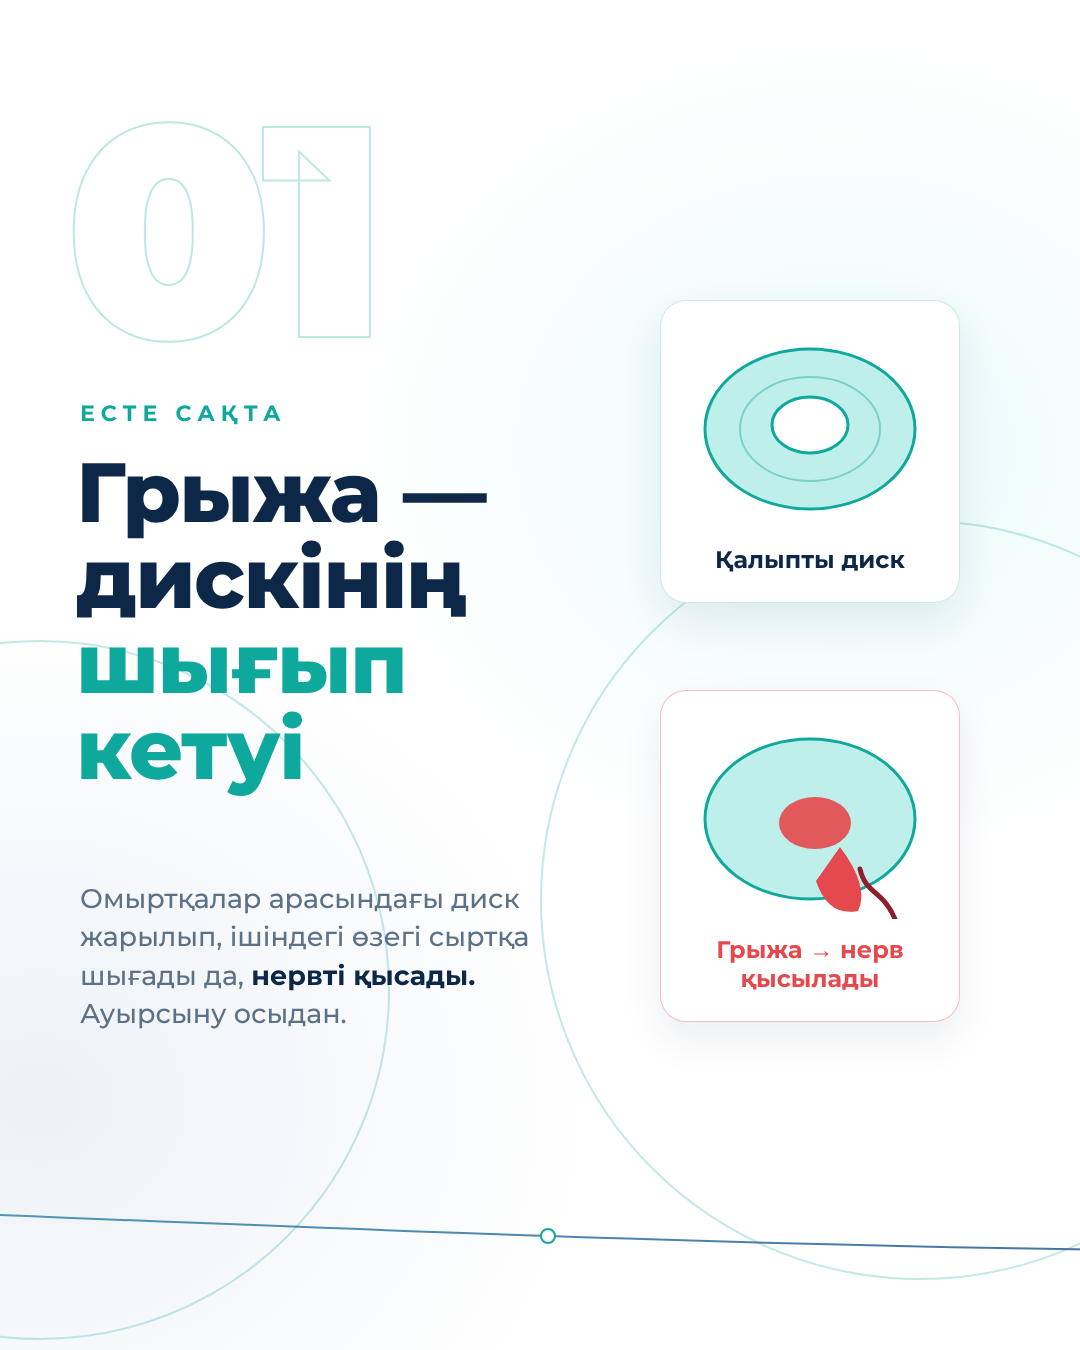 01
ЕСТЕ САҚТА
Грыжа —
дискінің
шығып
кетуі
Омыртқалар арасындағы диск
жарылып, ішіндегі өзегі сыртқа
шығады да, нервті қысады.
Ауырсыну осыдан.
Қалыпты диск
Грыжа → нерв
қысылады